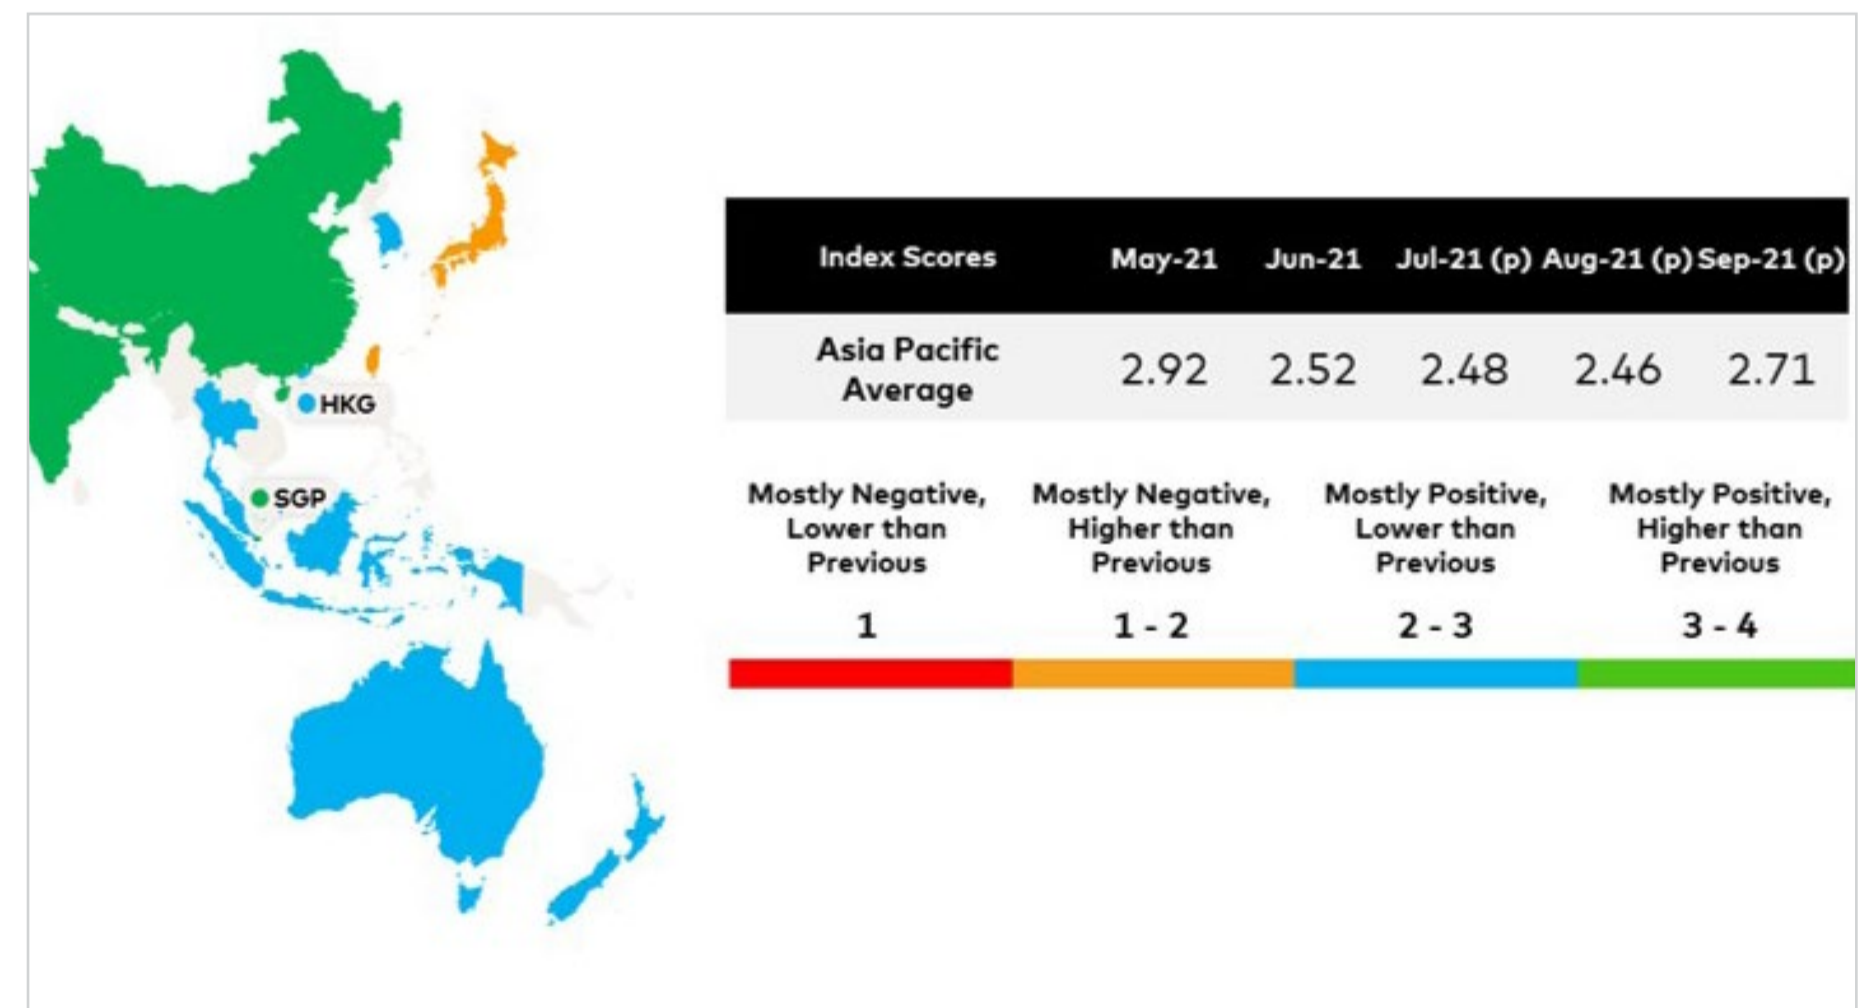 HKG
SGP
Index Scores May-21 Jun-21 Jul-21 (p) Aug-21 (p) Sep-21 (p)
Asia Pacific
Average
2.92 2.52 2.48 2.46 2.71
Mostly Negative,
Lower than
Previous
1
Mostly Negative,
Higher than
Previous
1 - 2
Mostly Positive,
Lower than
Previous
2 - 3
Mostly Positive,
Higher than
Previous
3 - 4